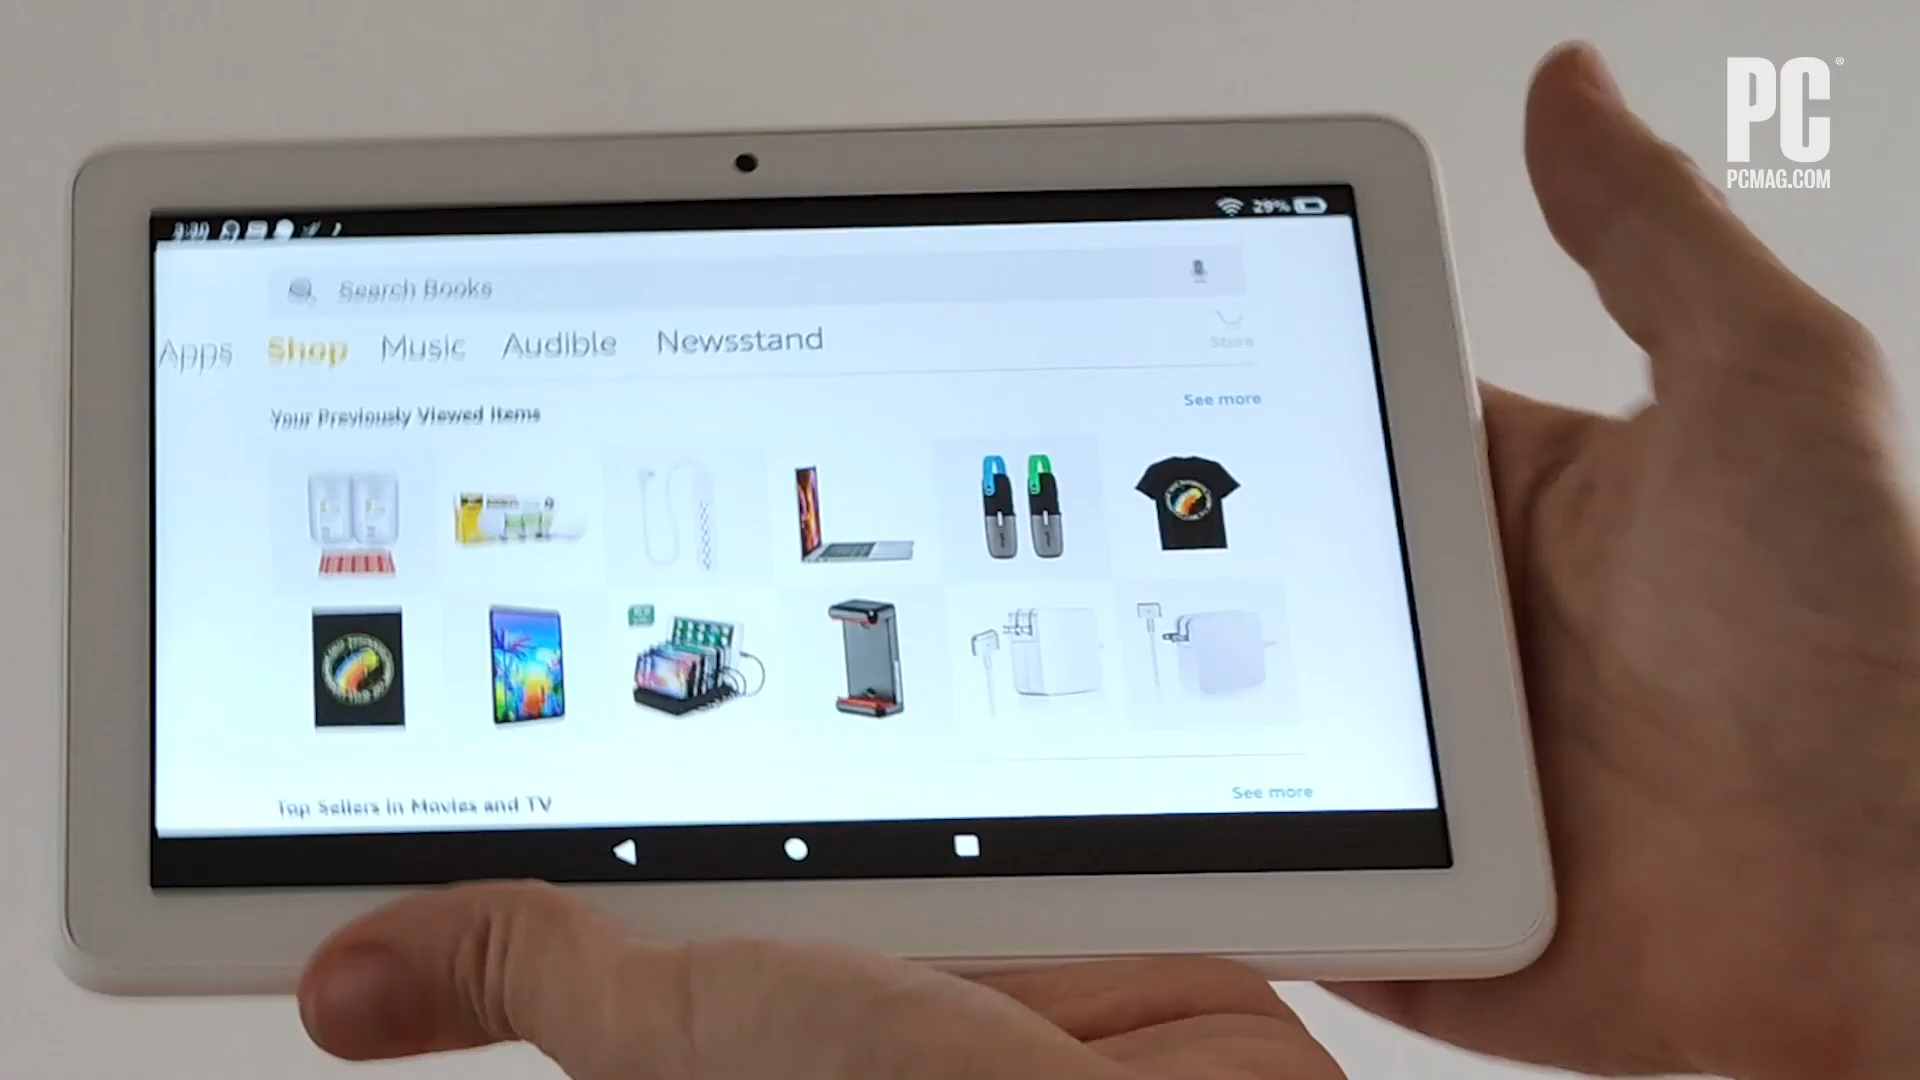 PC®
PCMAG.COM
29%
Search Books
Apps Shop Music Audible Newsstand
Store
Your Previously Viewed Items
See more
Top Sellers in Movies and TV
See more